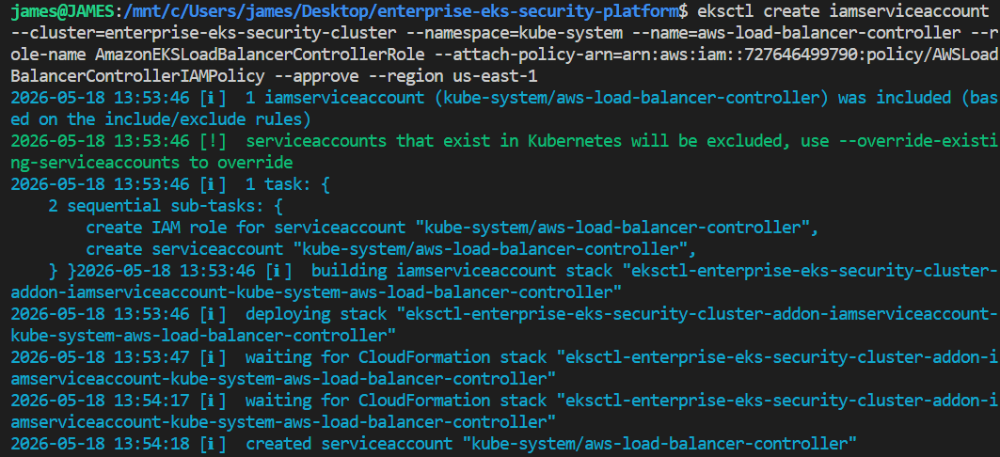 james@JAMES:/mnt/c/Users/james/Desktop/enterprise-eks-security-platform$ eksctl create iamserviceaccount
--cluster=enterprise-eks-security-cluster --namespace=kube-system --name=aws-load-balancer-controller --r
ole-name AmazonEKSLoadBalancerControllerRole --attach-policy-arn=arn:aws:iam::727646499790:policy/AWSLoad
BalancerControllerIAMPolicy --approve --region us-east-1
2026-05-18 13:53:46 [ℹ]  1 iamserviceaccount (kube-system/aws-load-balancer-controller) was included (bas
ed on the include/exclude rules)
2026-05-18 13:53:46 [!]  serviceaccounts that exist in Kubernetes will be excluded, use --override-existi
ng-serviceaccounts to override
2026-05-18 13:53:46 [ℹ]  1 task: {
    2 sequential sub-tasks: {
        create IAM role for serviceaccount "kube-system/aws-load-balancer-controller",
        create serviceaccount "kube-system/aws-load-balancer-controller",
    } }2026-05-18 13:53:46 [ℹ]  building iamserviceaccount stack "eksctl-enterprise-eks-security-cluster-
addon-iamserviceaccount-kube-system-aws-load-balancer-controller"
2026-05-18 13:53:46 [ℹ]  deploying stack "eksctl-enterprise-eks-security-cluster-addon-iamserviceaccount-
kube-system-aws-load-balancer-controller"
2026-05-18 13:53:47 [ℹ]  waiting for CloudFormation stack "eksctl-enterprise-eks-security-cluster-addon-i
amserviceaccount-kube-system-aws-load-balancer-controller"
2026-05-18 13:54:17 [ℹ]  waiting for CloudFormation stack "eksctl-enterprise-eks-security-cluster-addon-i
amserviceaccount-kube-system-aws-load-balancer-controller"
2026-05-18 13:54:18 [ℹ]  created serviceaccount "kube-system/aws-load-balancer-controller"